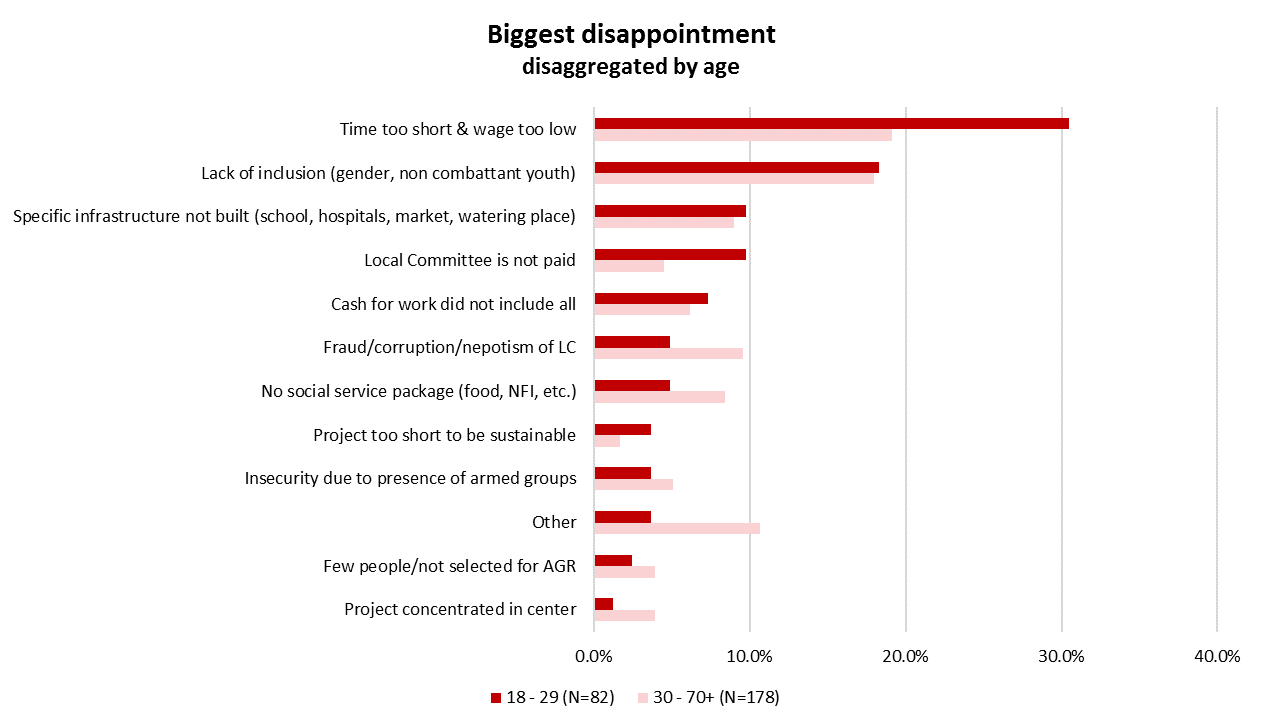 Biggest disappointment
disaggregated by age
Time too short & wage too low
Lack of inclusion (gender, non combattant youth)
Specific infrastructure not built (school, hospitals, market, watering place)
Local Committee is not paid
Cash for work did not include all
Fraud/corruption/nepotism of LC
No social service package (food, NFI, etc.)
Project too short to be sustainable
Insecurity due to presence of armed groups
Other
Few people/not selected for AGR
Project concentrated in center
0.0% 10.0% 20.0% 30.0% 40.0%
18 - 29 (N=82) 30 - 70+ (N=178)